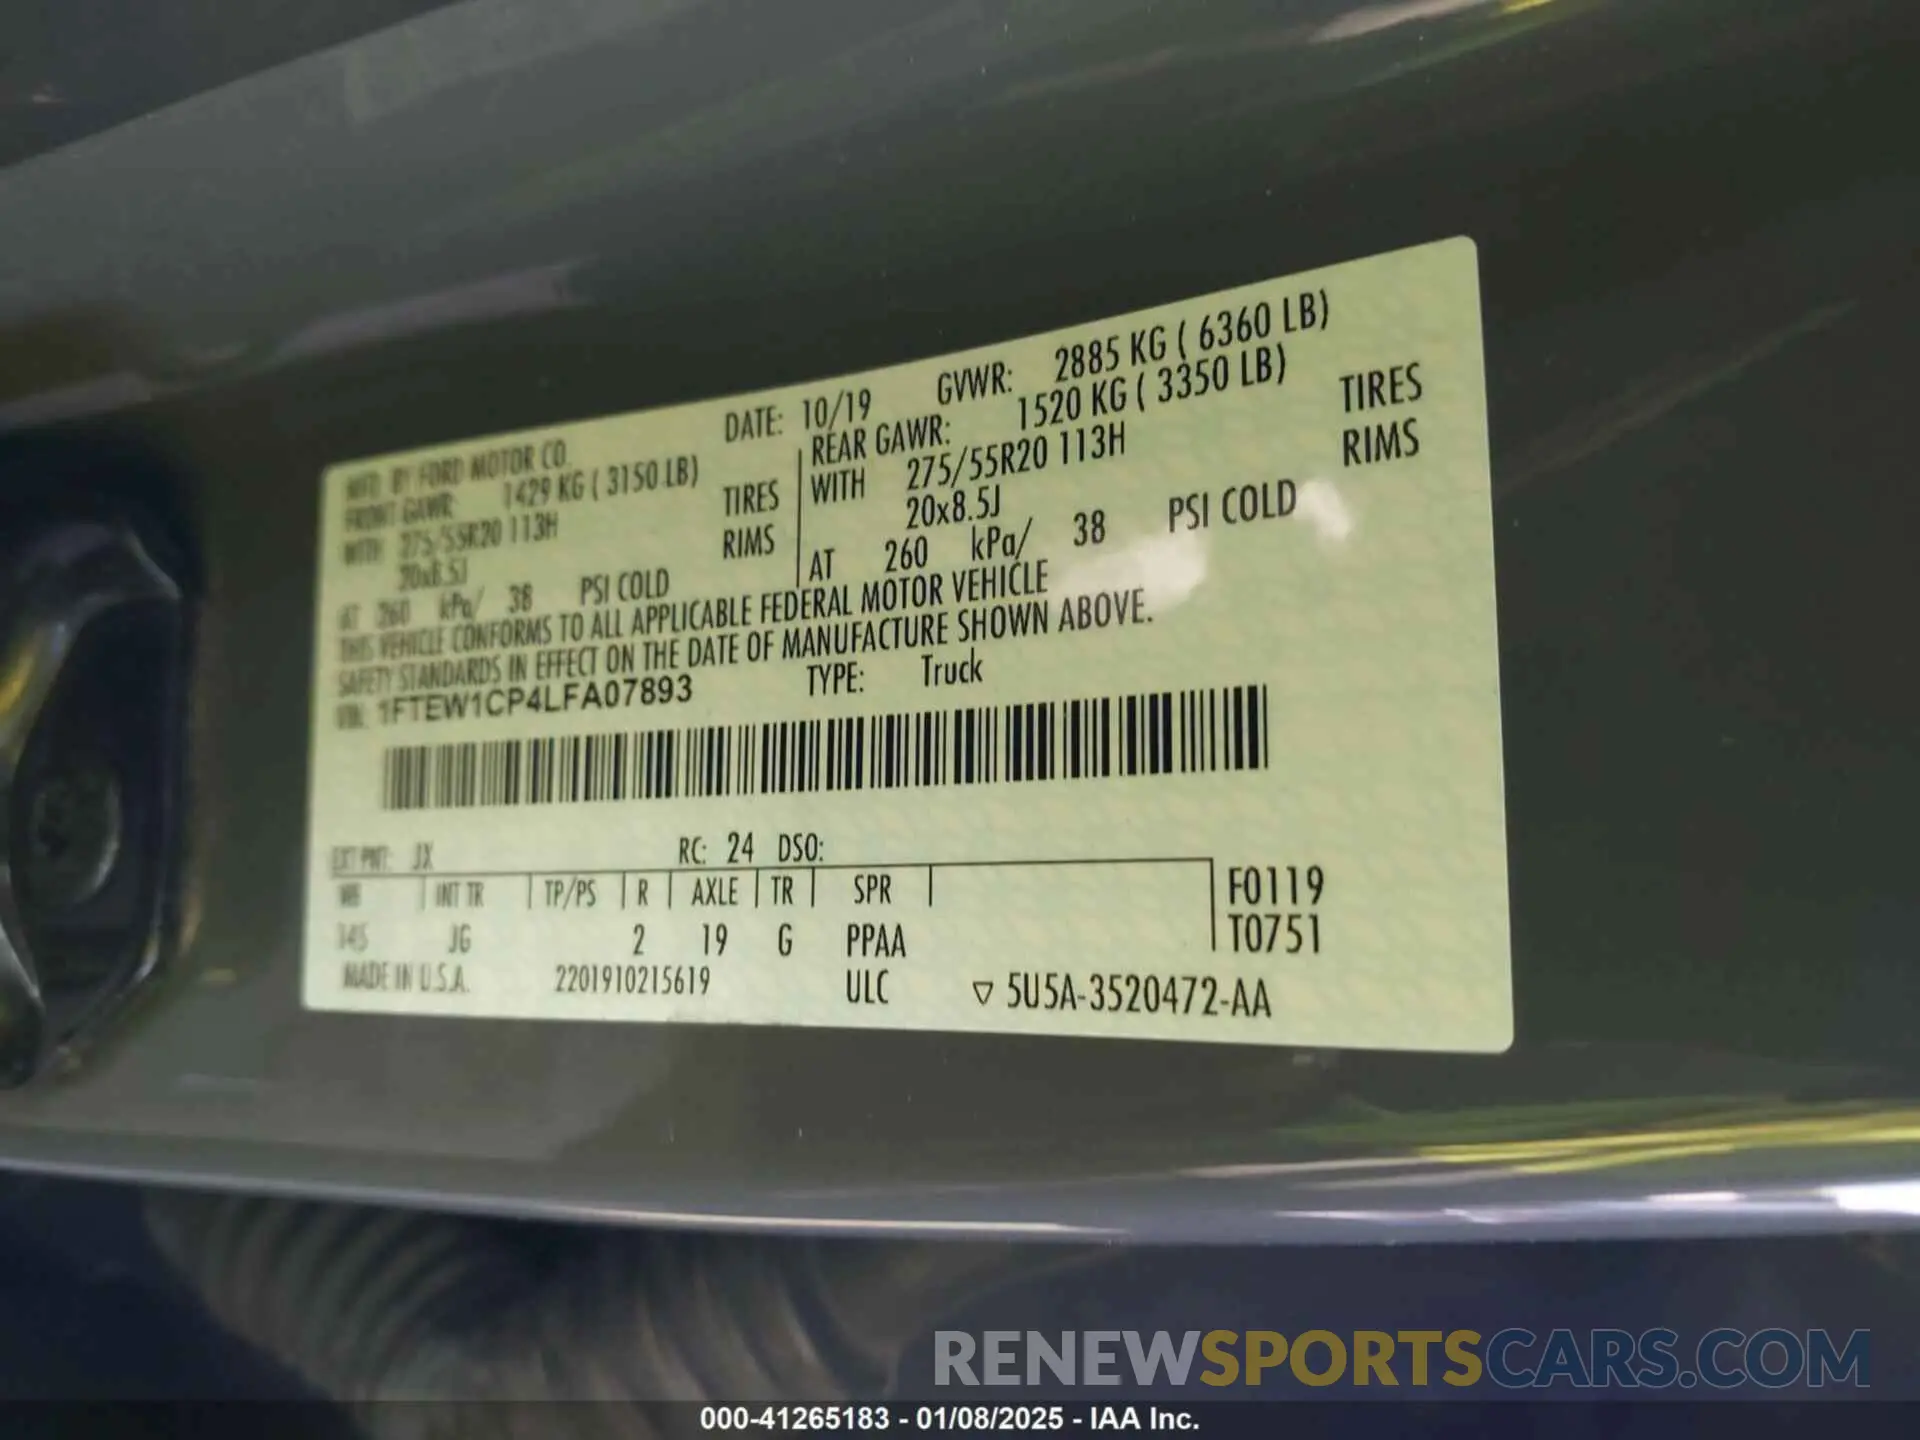 MFD. BY FORD MOTOR CO. DATE: 10/19 GVWR: 2885 KG ( 6360 LB)
FRONT GAWR: 1429 KG ( 3150 LB) REAR GAWR: 1520 KG ( 3350 LB)
WITH 275/55R20 113H TIRES WITH 275/55R20 113H TIRES
20x8.5J RIMS 20x8.5J RIMS
AT 260 kPa/ 38 PSI COLD AT 260 kPa/ 38 PSI COLD
THIS VEHICLE CONFORMS TO ALL APPLICABLE FEDERAL MOTOR VEHICLE
SAFETY STANDARDS IN EFFECT ON THE DATE OF MANUFACTURE SHOWN ABOVE.
VIN: 1FTEW1CP4LFA07893 TYPE: Truck
EXT PNT: JX RC: 24 DSO:
WB INT TR TP/PS R AXLE TR SPR F0119
145 JG 2 19 G PPAA T0751
MADE IN U.S.A. 2201910215619 ULC ▽ 5U5A-3520472-AA
RENEWSPORTSCARS.COM
000-41265183 - 01/08/2025 - IAA Inc.